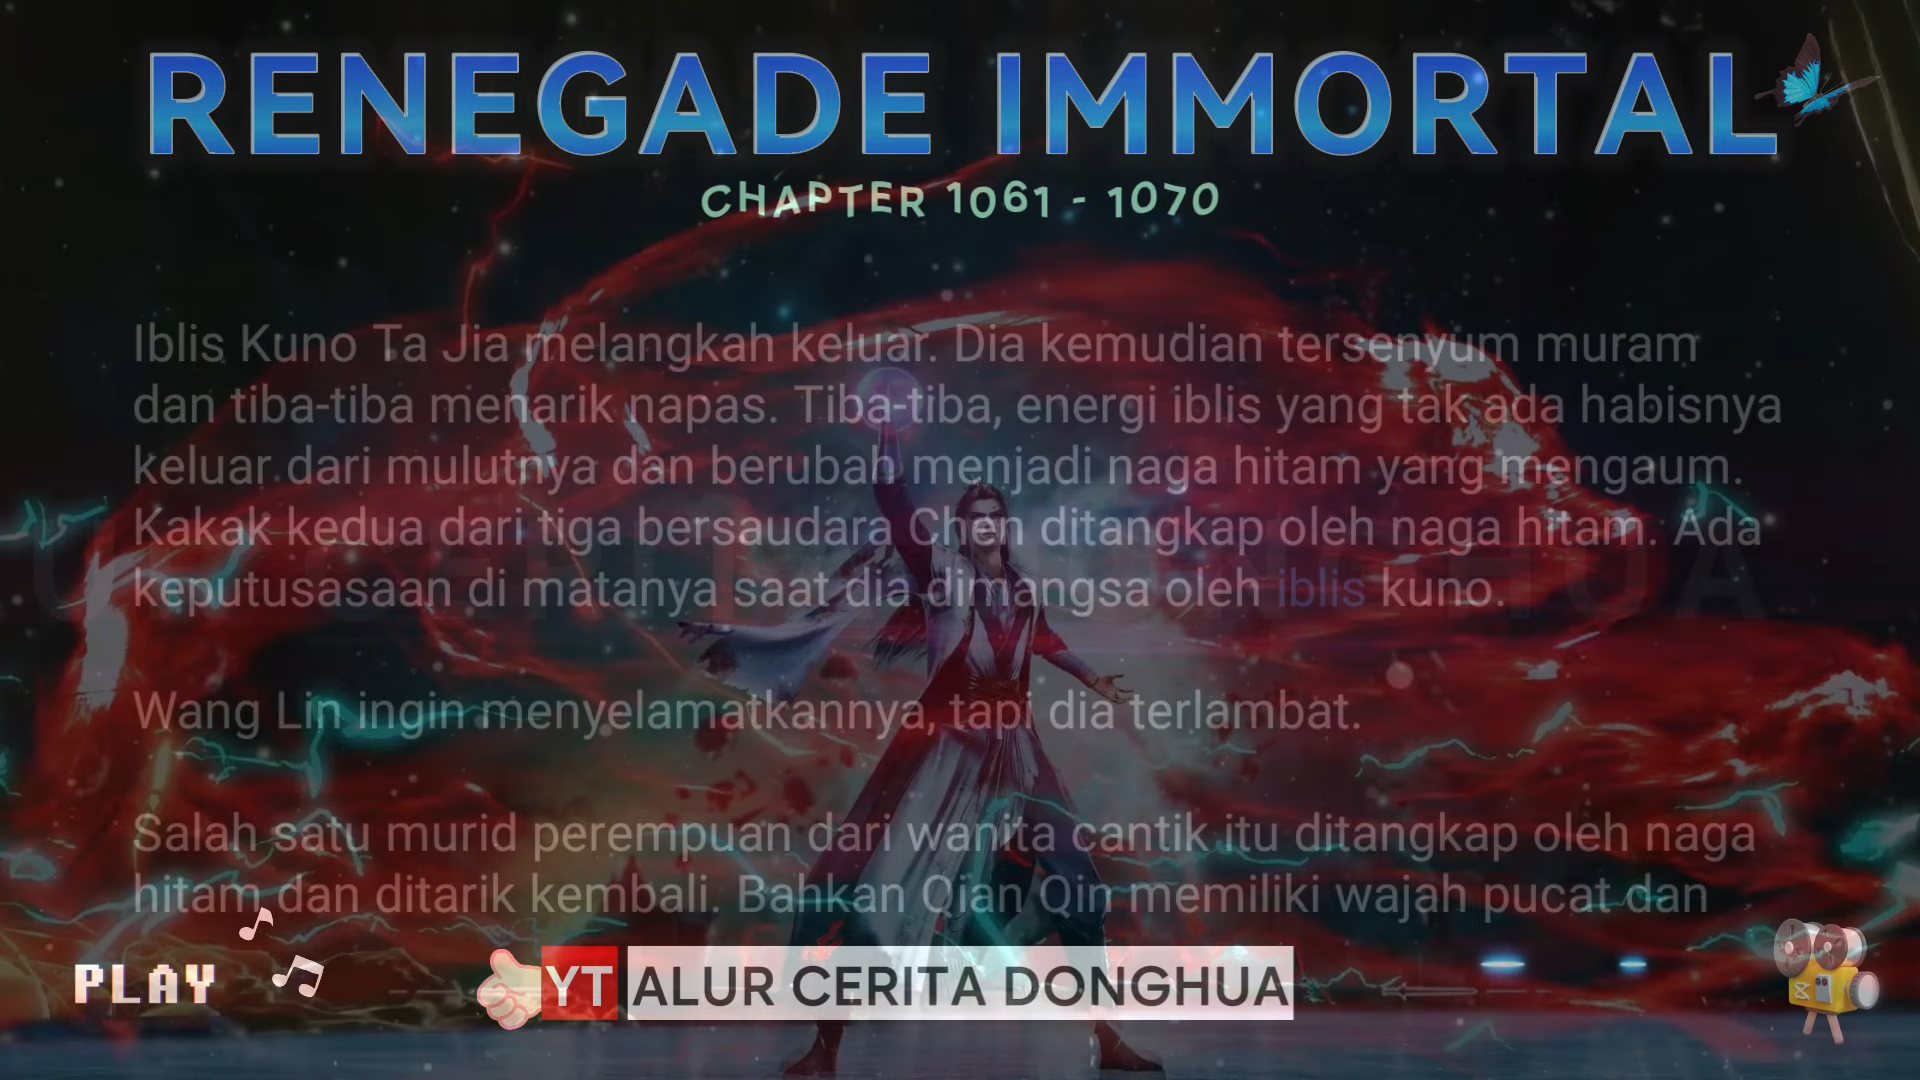 RENEGADE IMMORTAL
CHAPTER 1061 - 1070
Iblis Kuno Ta Jia melangkah keluar. Dia kemudian tersenyum muram
dan tiba-tiba menarik napas. Tiba-tiba, energi iblis yang tak ada habisnya
keluar dari mulutnya dan berubah menjadi naga hitam yang mengaum.
Kakak kedua dari tiga bersaudara Chen ditangkap oleh naga hitam. Ada
keputusasaan di matanya saat dia dimangsa oleh iblis kuno.
Wang Lin ingin menyelamatkannya, tapi dia terlambat.
Salah satu murid perempuan dari wanita cantik itu ditangkap oleh naga
hitam dan ditarik kembali. Bahkan Qian Qin memiliki wajah pucat dan
PLAY
YT ALUR CERITA DONGHUA